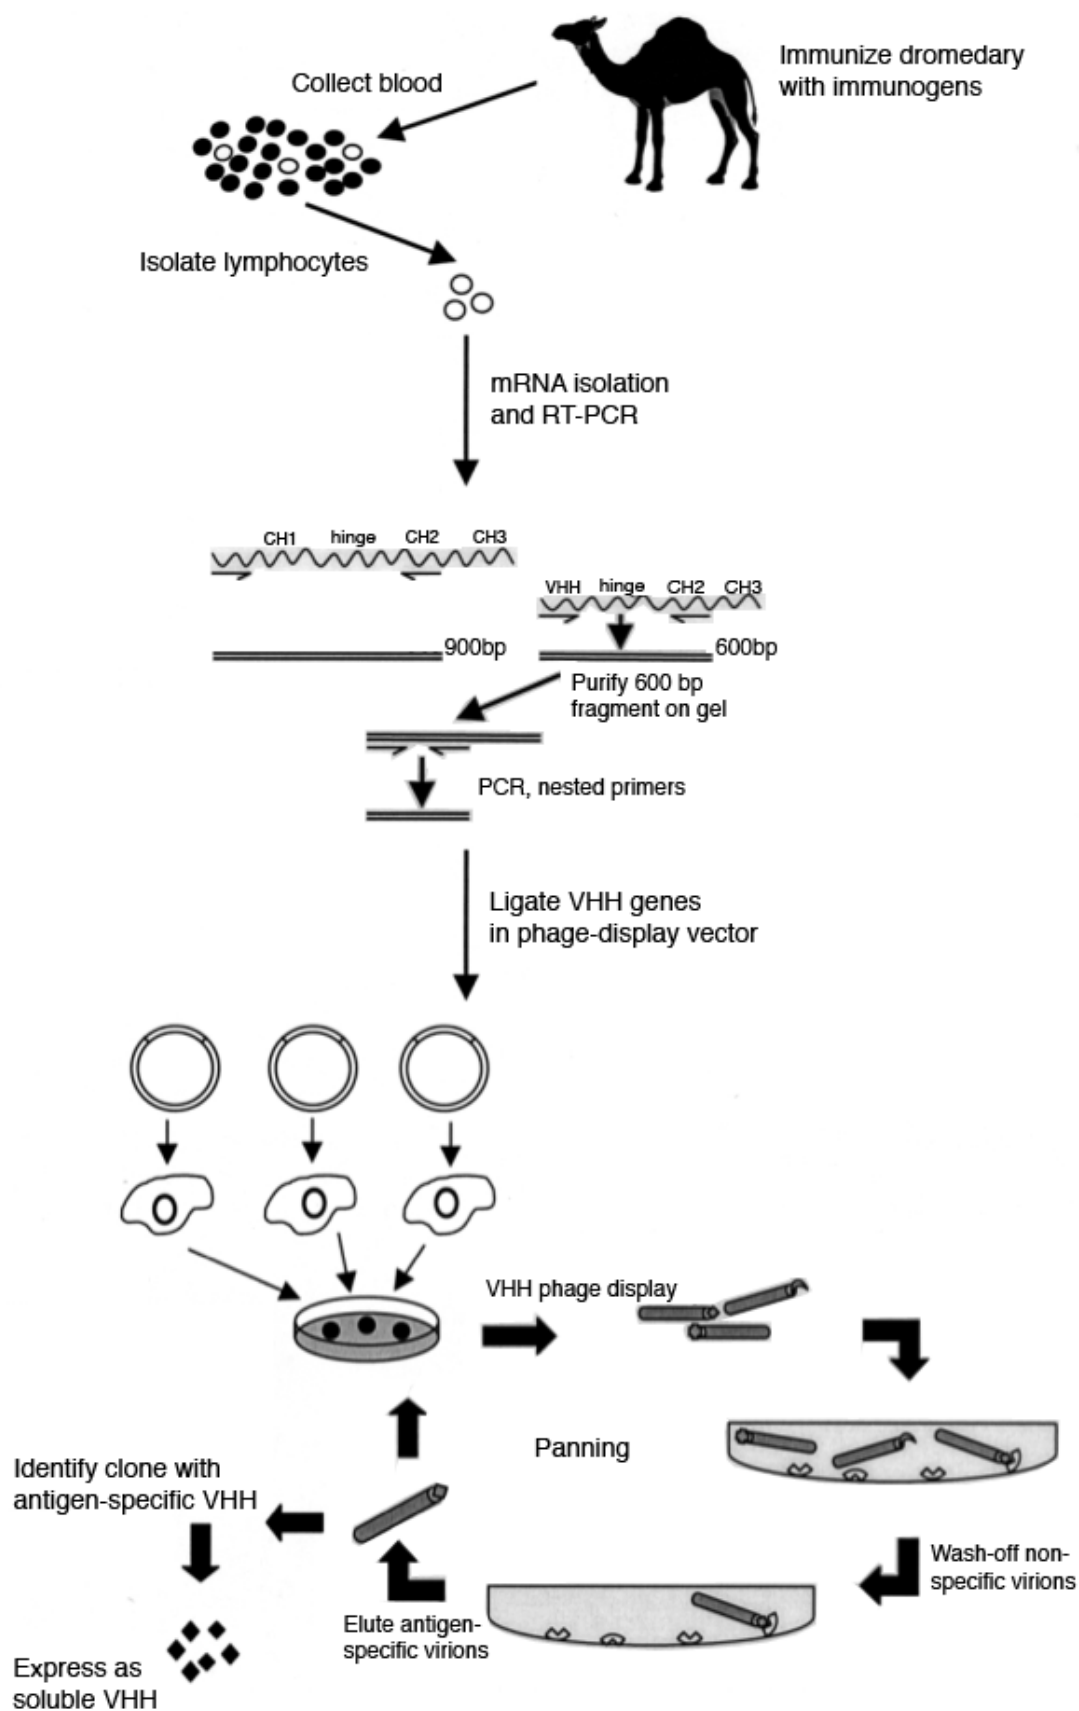 Immunize dromedary
with immunogens
Collect blood
Isolate lymphocytes
mRNA isolation
and RT-PCR
CH1 hinge CH2 CH3
VHH hinge CH2 CH3
900bp
600bp
Purify 600 bp
fragment on gel
PCR, nested primers
Ligate VHH genes
in phage-display vector
VHH phage display
Panning
Identify clone with
antigen-specific VHH
Wash-off non-
specific virions
Elute antigen-
specific virions
Express as
soluble VHH